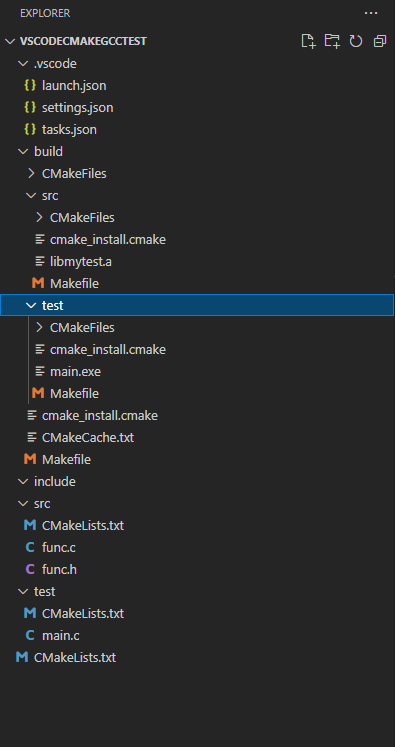 EXPLORER
VSCODECMAKEGCCTEST
.vscode
{} launch.json
{} settings.json
{} tasks.json
build
CMakeFiles
src
CMakeFiles
cmake_install.cmake
libmytest.a
M Makefile
test
CMakeFiles
cmake_install.cmake
main.exe
M Makefile
cmake_install.cmake
CMakeCache.txt
M Makefile
include
src
M CMakeLists.txt
C func.c
C func.h
test
M CMakeLists.txt
C main.c
M CMakeLists.txt